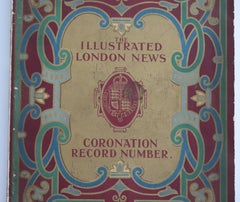 THE
ILLUSTRATED
LONDON NEWS
CORONATION
RECORD NUMBER.